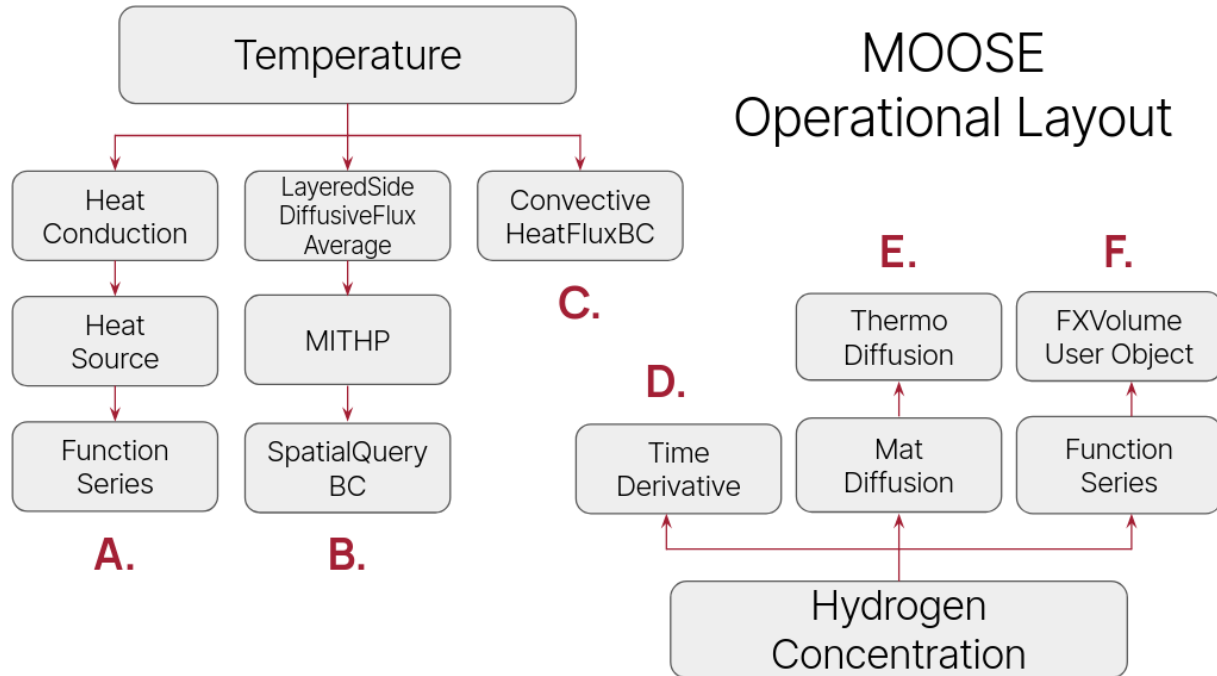 Temperature
MOOSE
Operational Layout
Heat
Conduction
LayeredSide
DiffusiveFlux
Average
Convective
HeatFluxBC
C.
Heat
Source
MITHP
Function
Series
SpatialQuery
BC
A.
B.
D.
E.
F.
Thermo
Diffusion
FXVolume
User Object
Time
Derivative
Mat
Diffusion
Function
Series
Hydrogen
Concentration